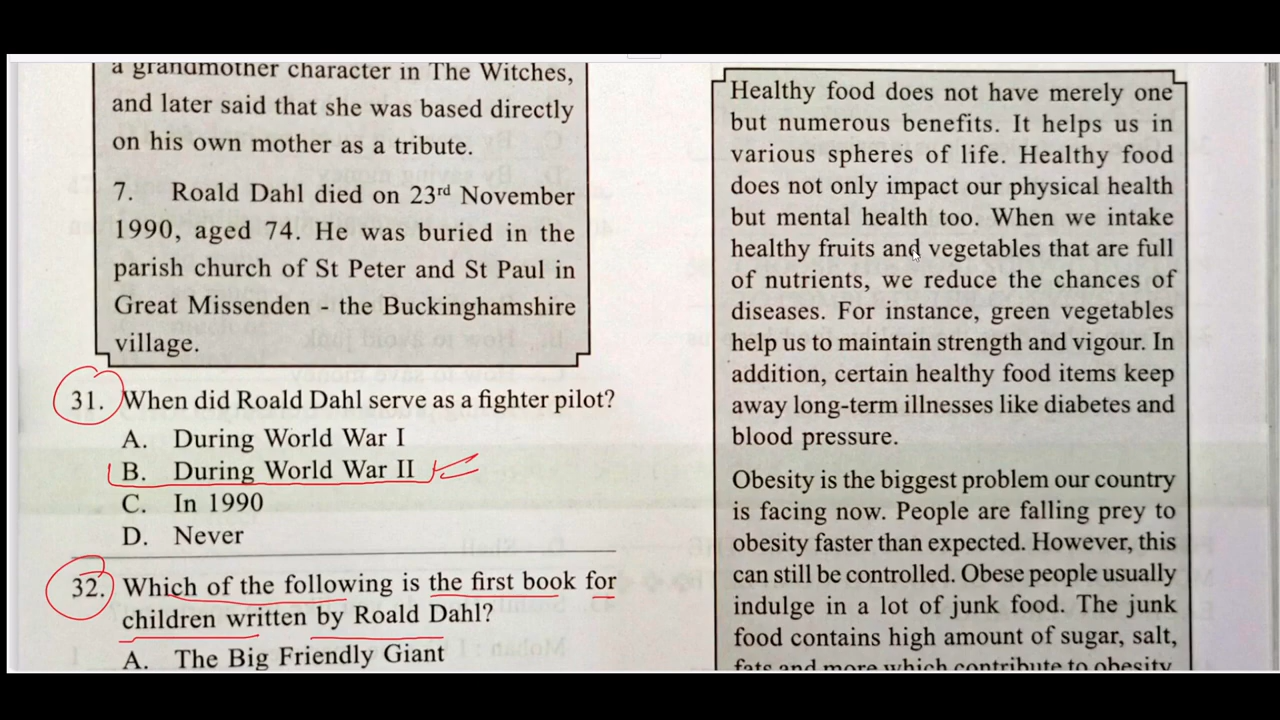 a grandmother character in The Witches,
and later said that she was based directly
on his own mother as a tribute.
7. Roald Dahl died on 23rd November
1990, aged 74. He was buried in the
parish church of St Peter and St Paul in
Great Missenden - the Buckinghamshire
village.
31. When did Roald Dahl serve as a fighter pilot?
A. During World War I
B. During World War II
C. In 1990
D. Never
32. Which of the following is the first book for
children written by Roald Dahl?
A. The Big Friendly Giant
Healthy food does not have merely one
but numerous benefits. It helps us in
various spheres of life. Healthy food
does not only impact our physical health
but mental health too. When we intake
healthy fruits and vegetables that are full
of nutrients, we reduce the chances of
diseases. For instance, green vegetables
help us to maintain strength and vigour. In
addition, certain healthy food items keep
away long-term illnesses like diabetes and
blood pressure.
Obesity is the biggest problem our country
is facing now. People are falling prey to
obesity faster than expected. However, this
can still be controlled. Obese people usually
indulge in a lot of junk food. The junk
food contains high amount of sugar, salt,
fats and more which contribute to obesity.